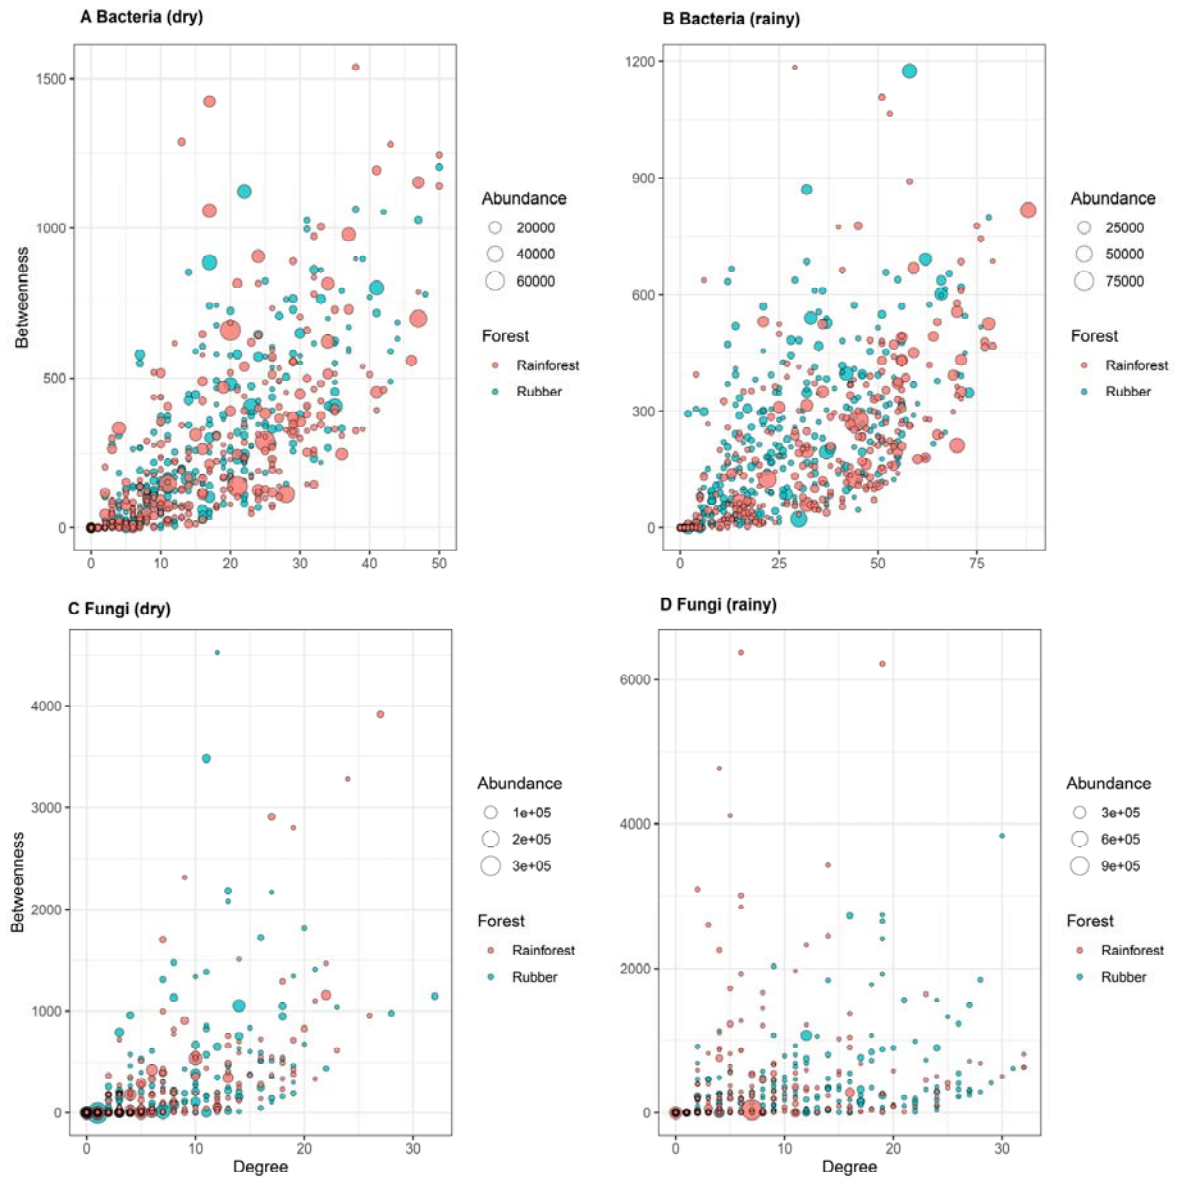 A Bacteria (dry)
1500
1000
500
0
0 10 20 30 40 50
Betweenness
Abundance
20000
40000
60000
Forest
Rainforest
Rubber
B Bacteria (rainy)
1200
900
600
300
0
0 25 50 75
Abundance
25000
50000
75000
Forest
Rainforest
Rubber
C Fungi (dry)
4000
3000
2000
1000
0
0 10 20 30
Betweenness
Degree
Abundance
1e+05
2e+05
3e+05
Forest
Rainforest
Rubber
D Fungi (rainy)
6000
4000
2000
0
0 10 20 30
Degree
Abundance
3e+05
6e+05
9e+05
Forest
Rainforest
Rubber